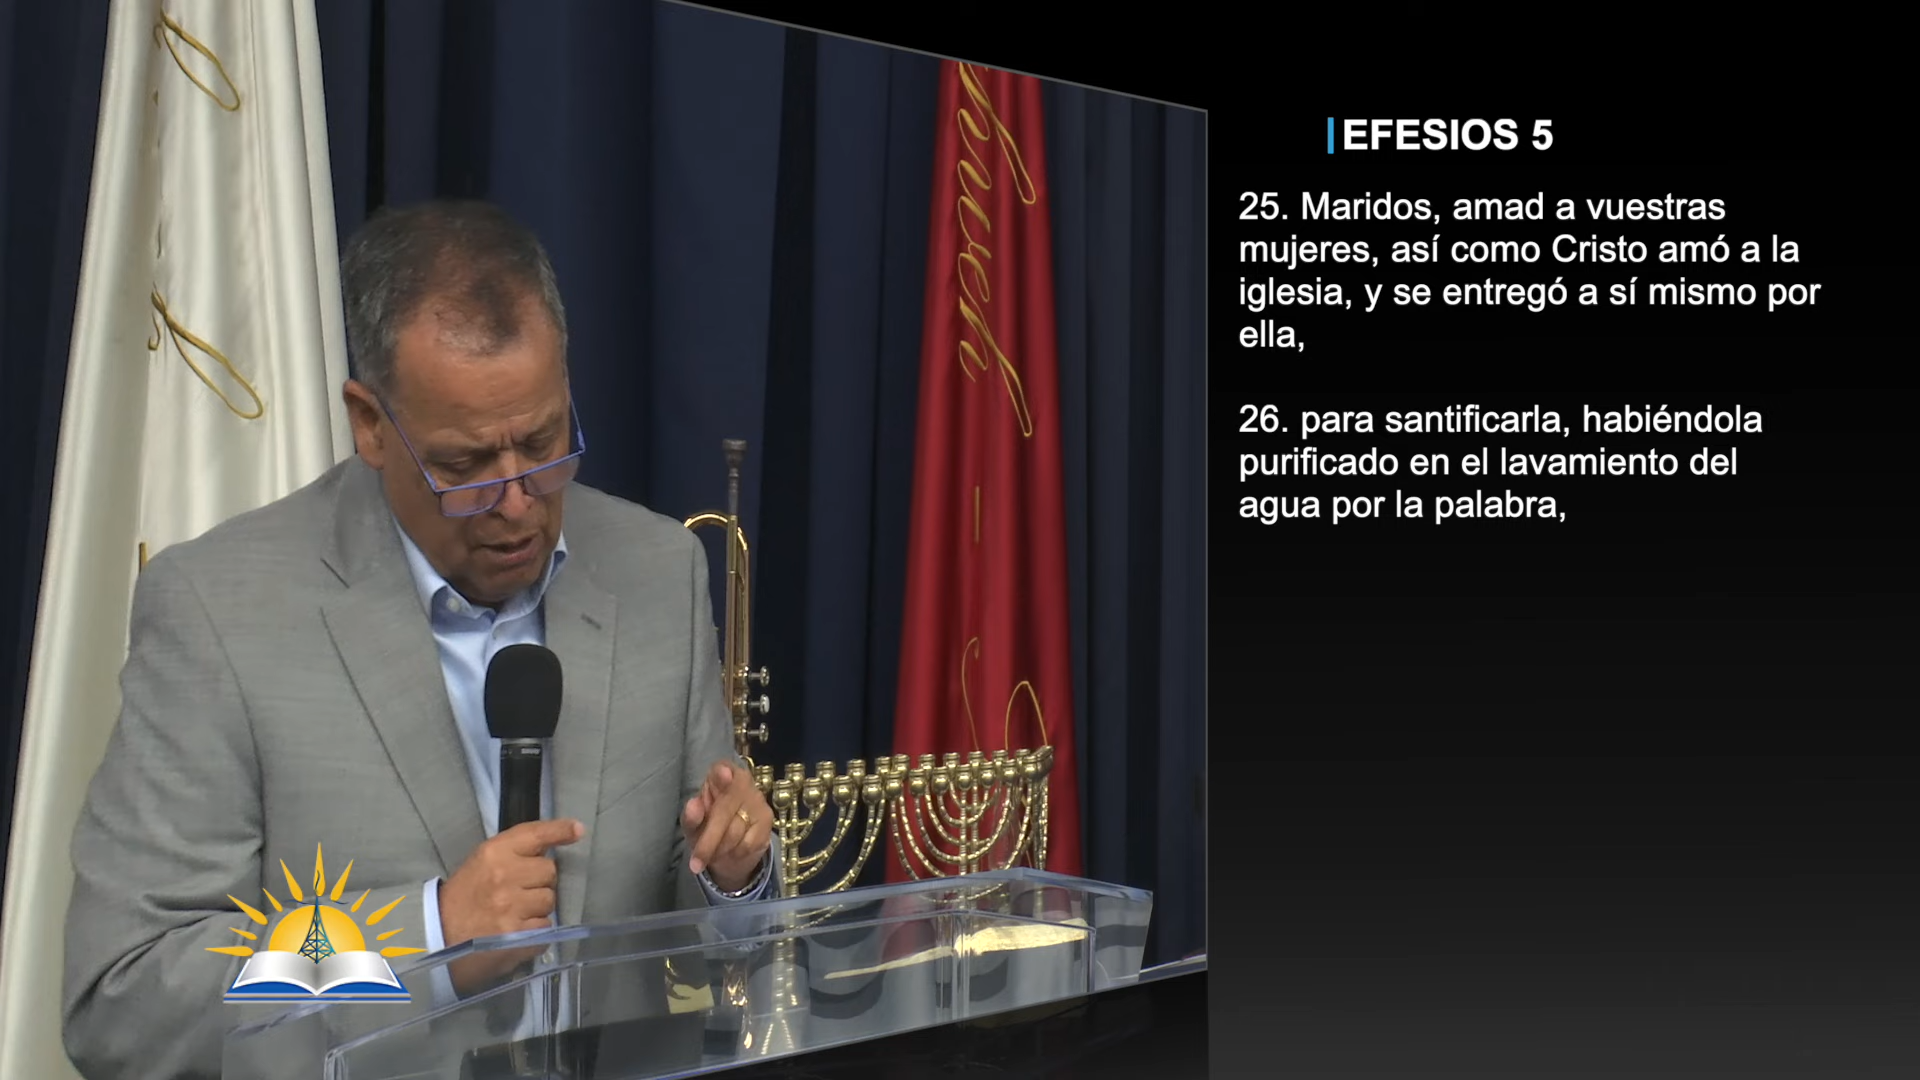 EFESIOS 5
25. Maridos, amad a vuestras
mujeres, así como Cristo amó a la
iglesia, y se entregó a sí mismo por
ella,
26. para santificarla, habiéndola
purificado en el lavamiento del
agua por la palabra,